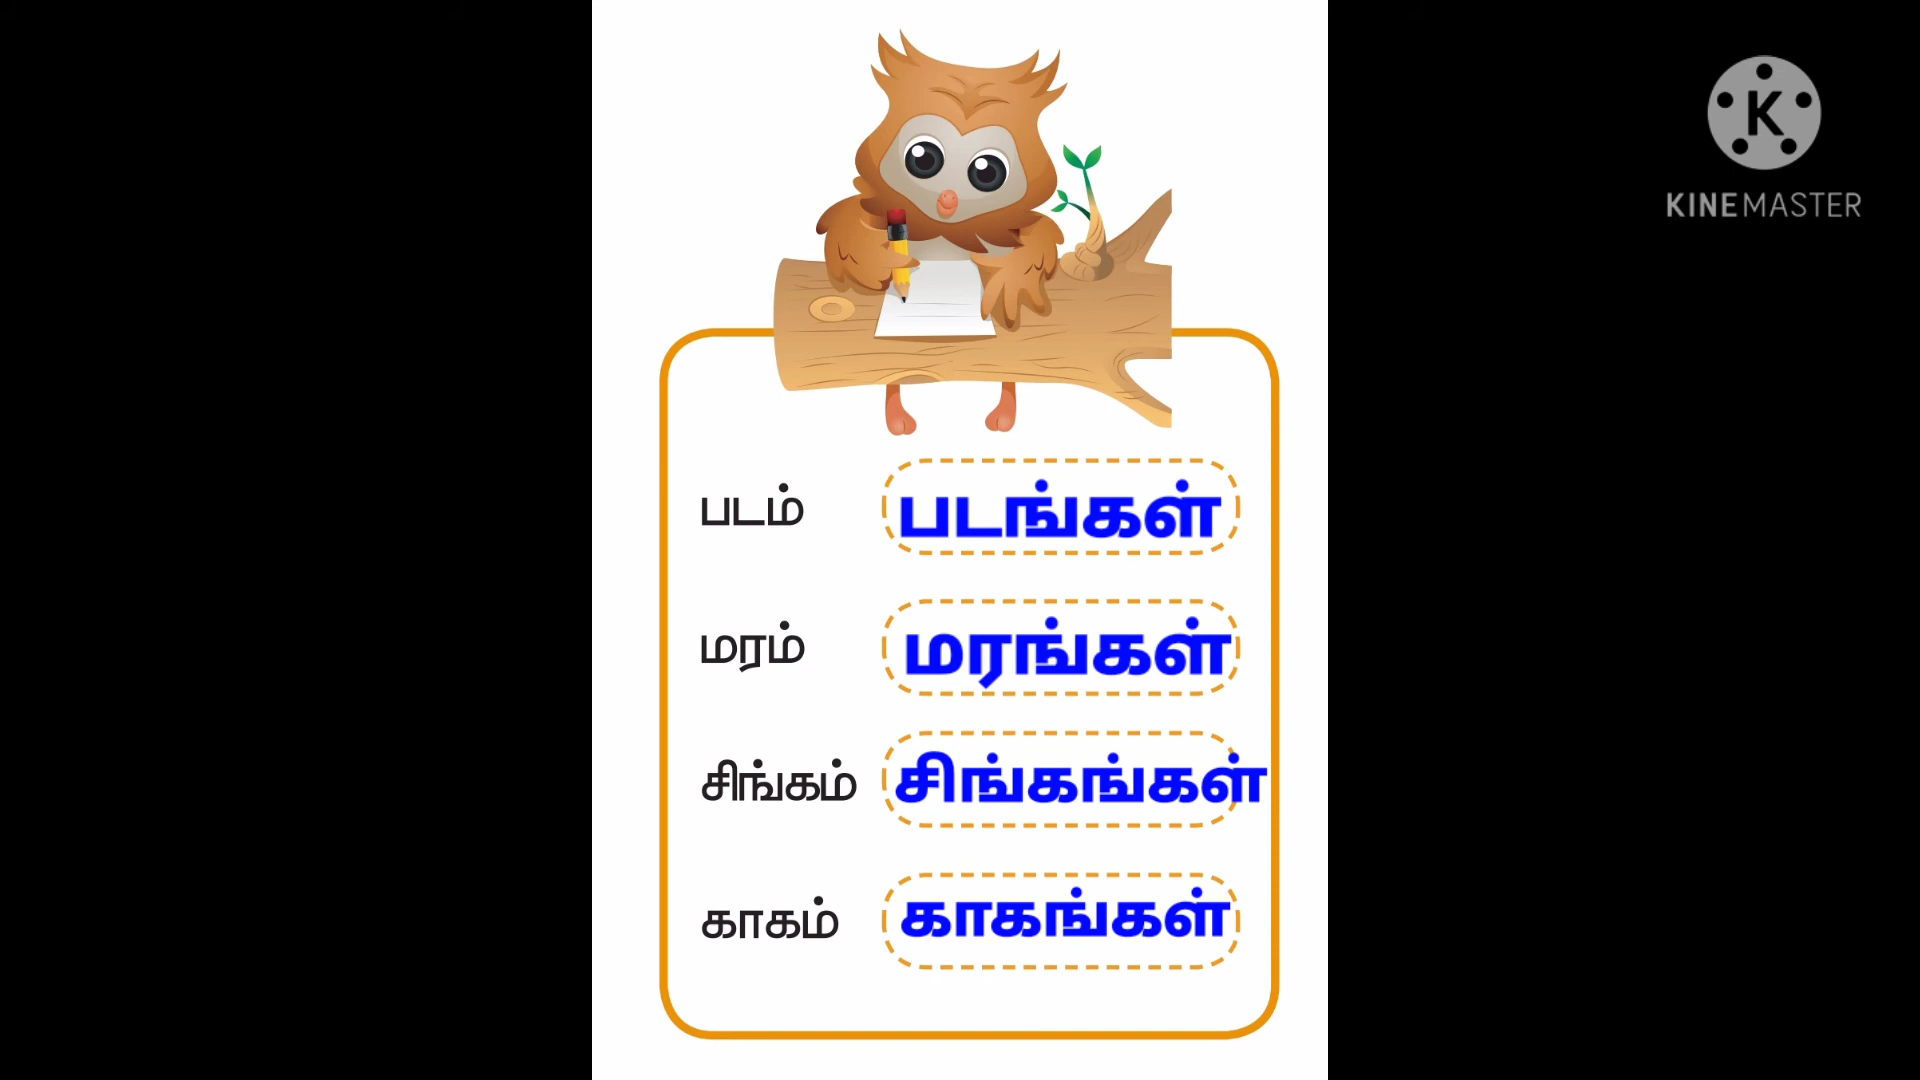 K
KINEMASTER
படம் படங்கள்
மரம் மரங்கள்
சிங்கம் சிங்கங்கள்
காகம் காகங்கள்